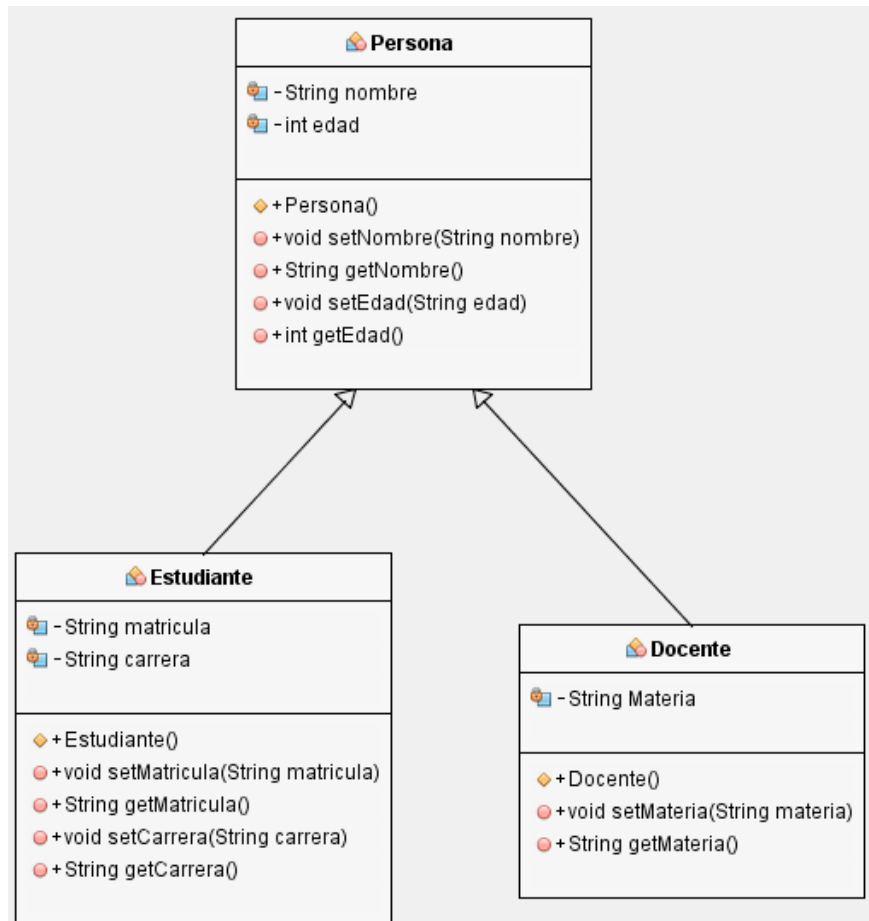 Persona
-String nombre
-int edad
+Persona()
+void setNombre(String nombre)
+String getNombre()
+void setEdad(String edad)
+int getEdad()
Estudiante
-String matricula
-String carrera
+Estudiante()
+void setMatricula(String matricula)
+String getMatricula()
+void setCarrera(String carrera)
+String getCarrera()
Docente
-String Materia
+Docente()
+void setMateria(String materia)
+String getMateria()